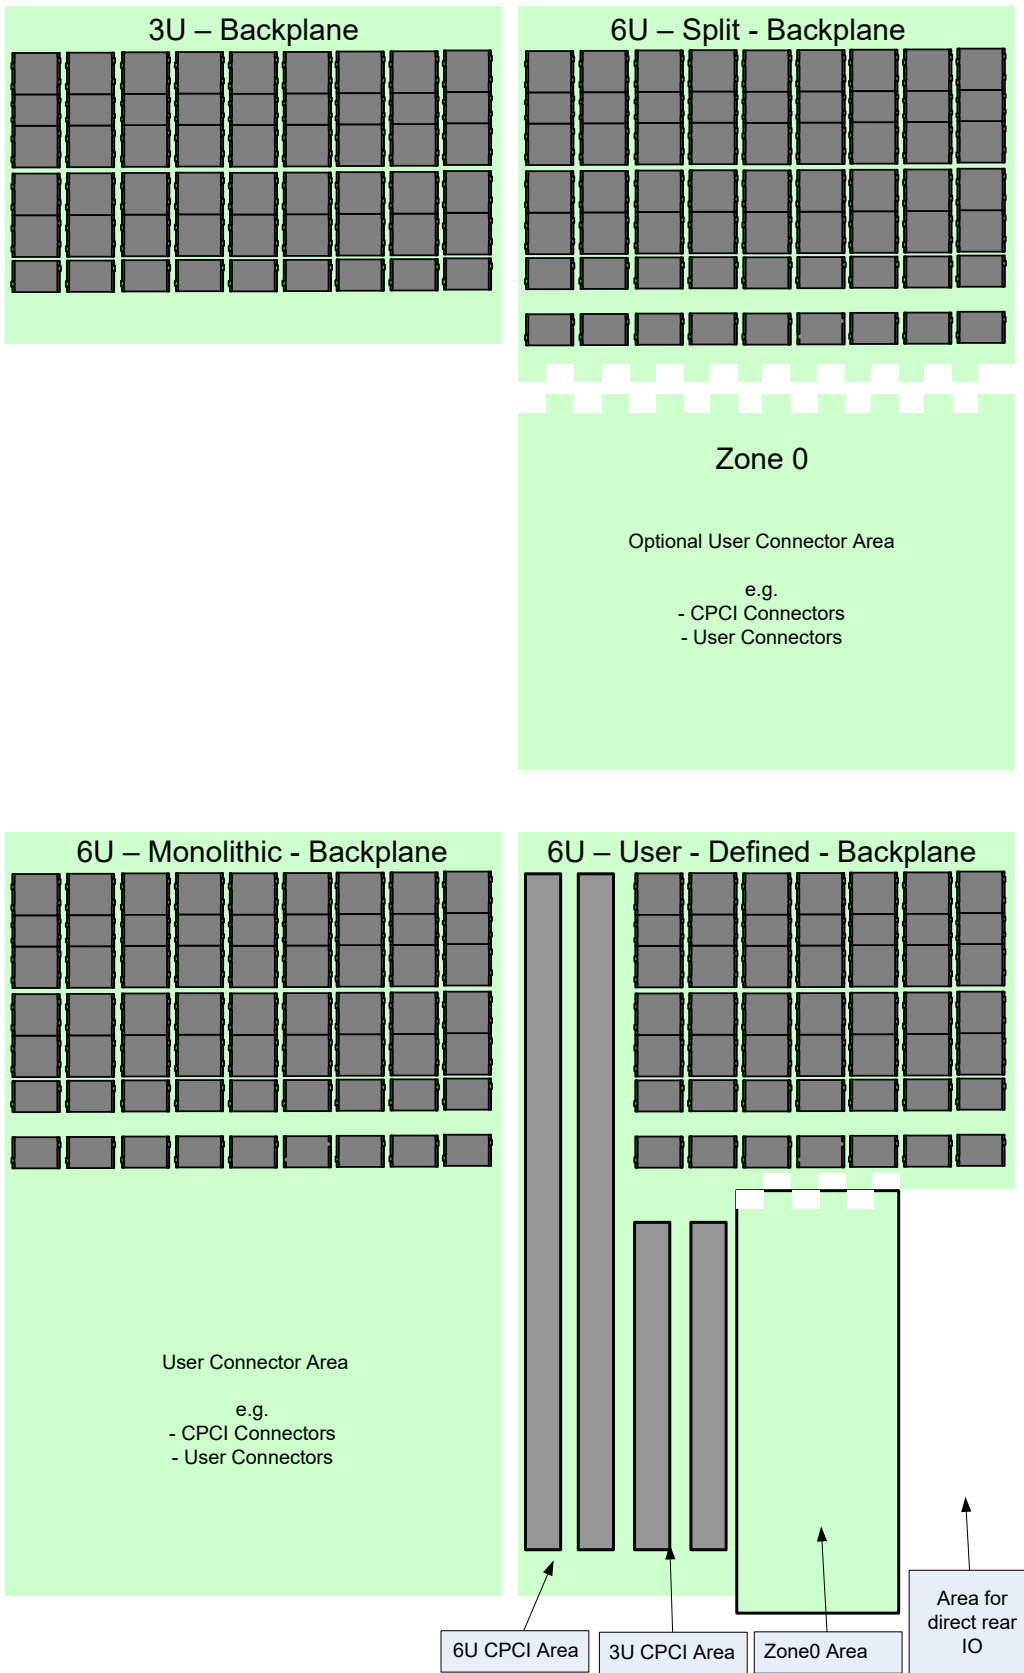 3U – Backplane
6U – Split - Backplane
Zone 0
Optional User Connector Area
e.g.
- CPCI Connectors
- User Connectors
6U – Monolithic - Backplane
6U – User - Defined - Backplane
User Connector Area
e.g.
- CPCI Connectors
- User Connectors
6U CPCI Area
3U CPCI Area
Zone0 Area
Area for
direct rear
IO